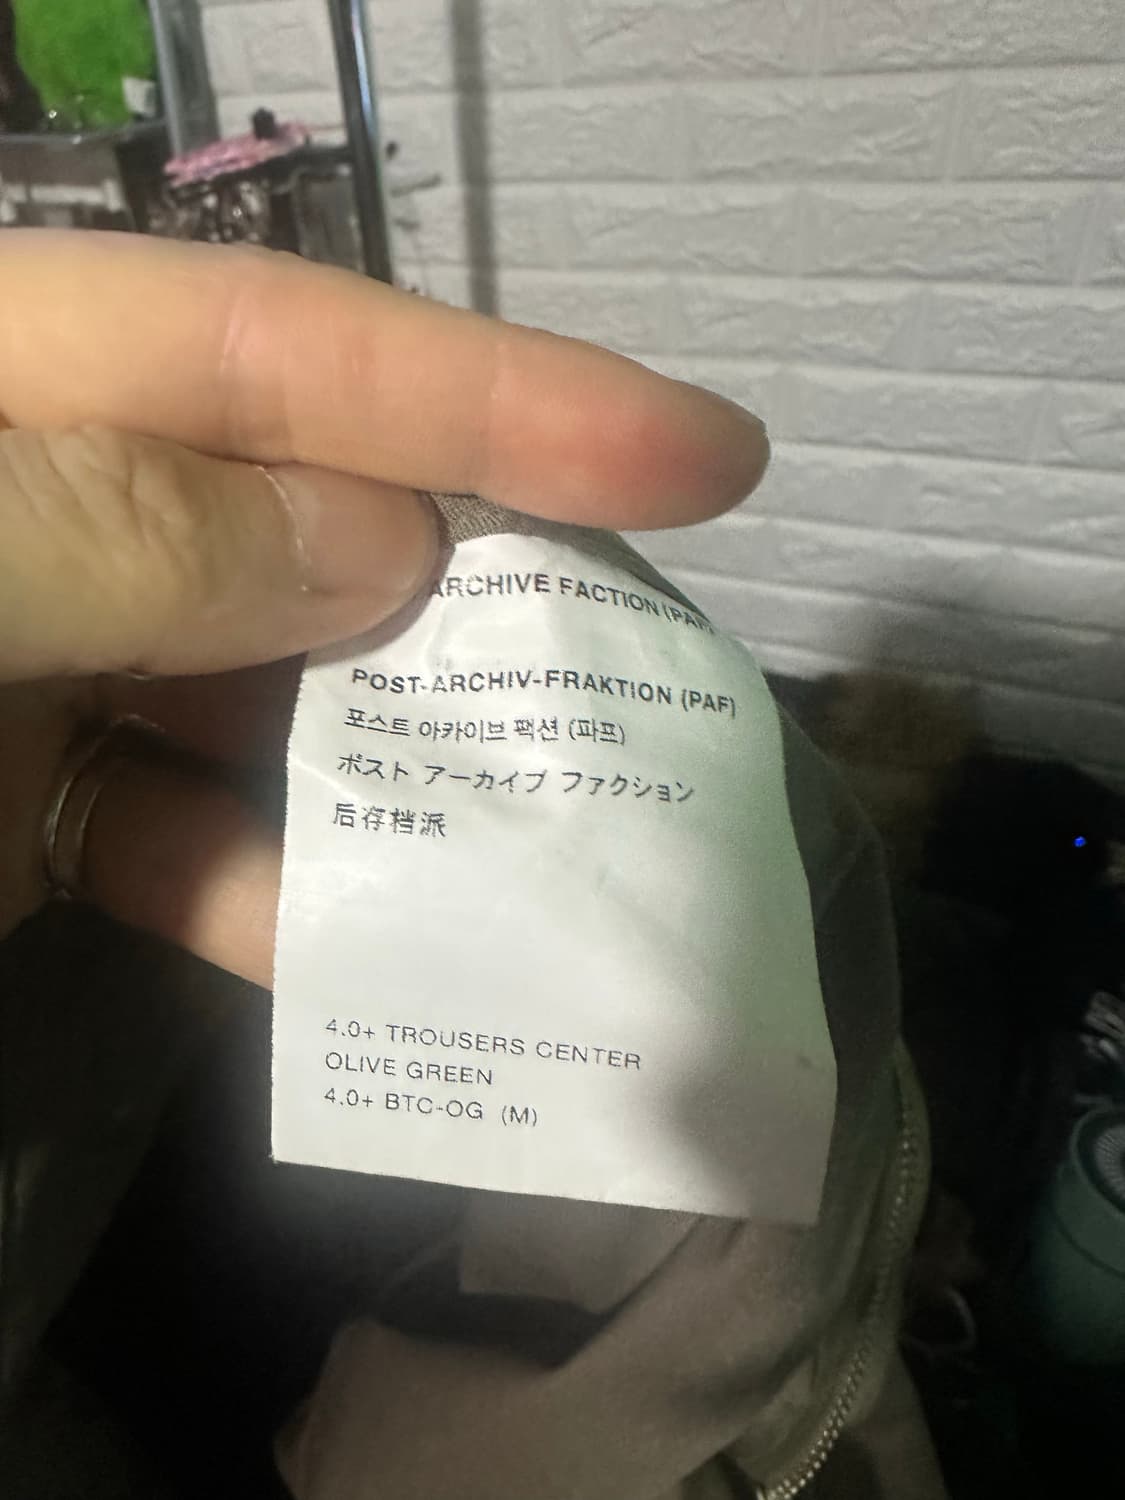 ARCHIVE FACTION (PAF)
POST-ARCHIV-FRAKTION (PAF)
포스트 아카이브 팩션 (파프)
ポスト アーカイブ ファクション
后存档派
4.0+ TROUSERS CENTER
OLIVE GREEN
4.0+ BTC-OG (M)